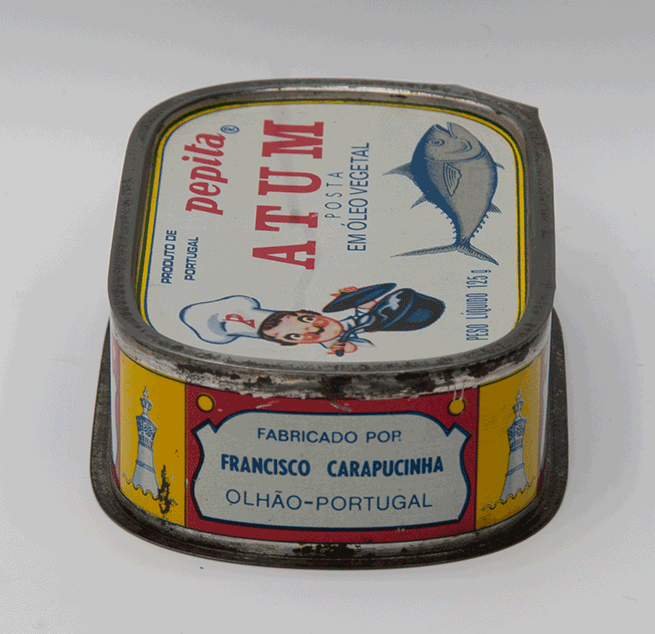 pepita®
ATUM
POSTA
EM ÓLEO VEGETAL
PRODUTO DE
PORTUGAL
P
PESO LÍQUIDO 125 g
FABRICADO POR
FRANCISCO CARAPUCINHA
OLHÃO-PORTUGAL